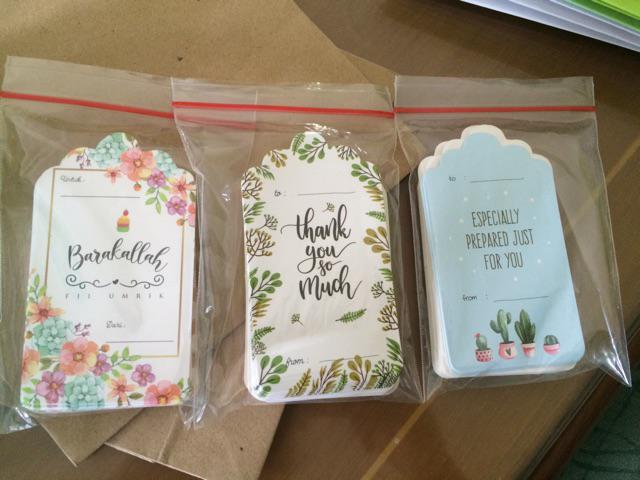 Untuk :
Barakallah
FII UMRIK
Dari :
to :
thank
you
so
much
from :
to :
ESPECIALLY
PREPARED JUST
FOR YOU
from :